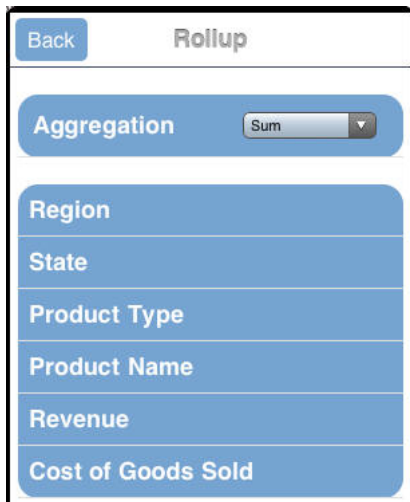 Back Rollup
Aggregation Sum
Region
State
Product Type
Product Name
Revenue
Cost of Goods Sold